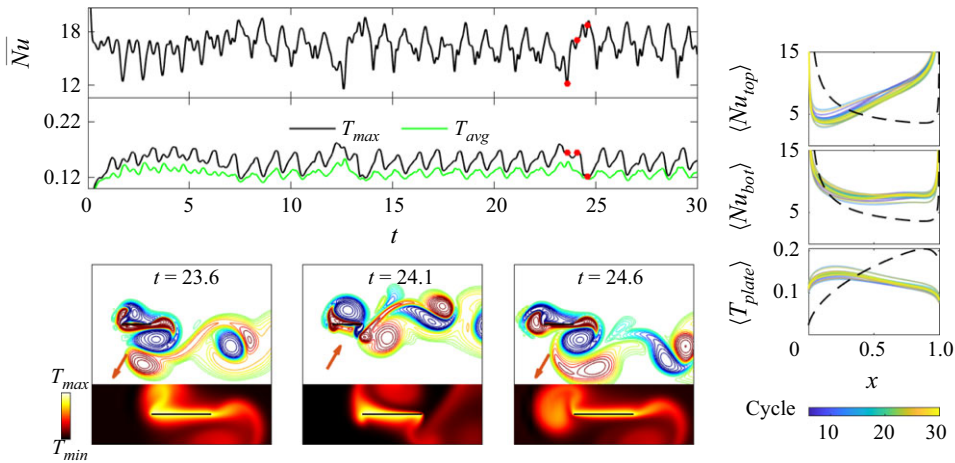 18
12
Nu
0.22
0.12
T_max
T_avg
0 5 10 15 20 25 30
t
t = 23.6
t = 24.1
t = 24.6
T_max
T_min
15
5
⟨Nu_top⟩
15
5
⟨Nu_bot⟩
0.2
0.1
⟨T_plate⟩
0 0.5 1.0
x
Cycle
10 20 30